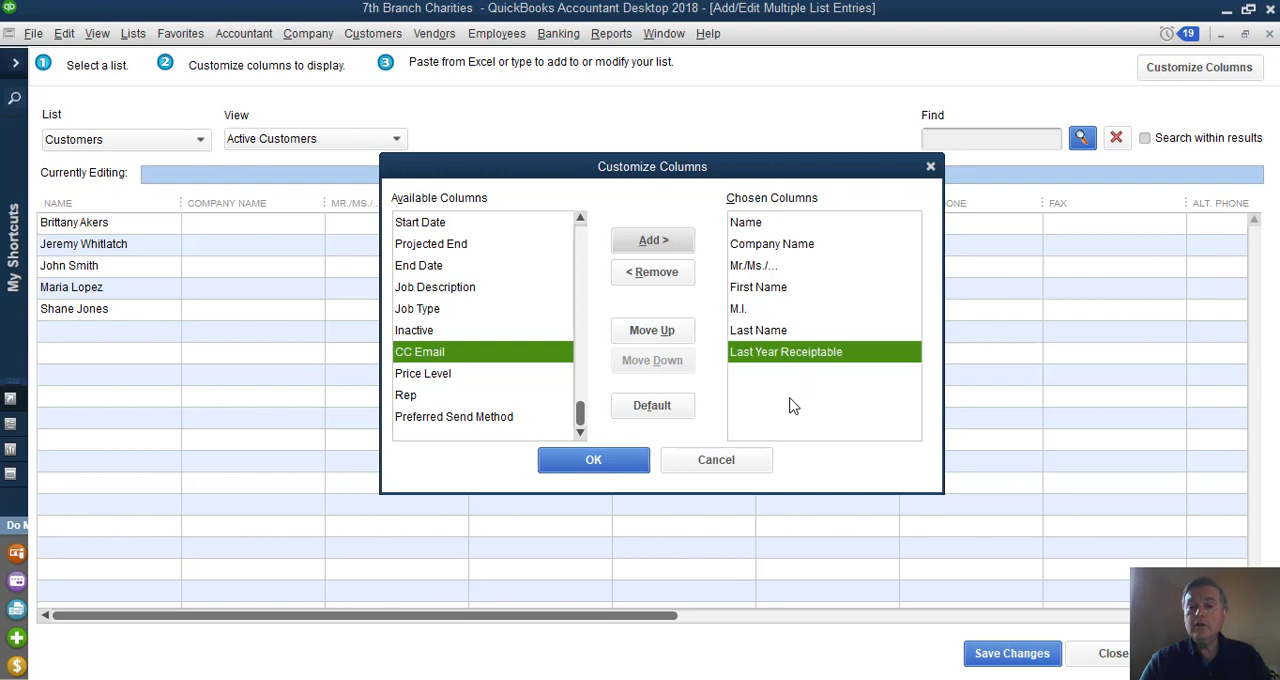 7th Branch Charities - QuickBooks Accountant Desktop 2018 - [Add/Edit Multiple List Entries]
File Edit View Lists Favorites Accountant Company Customers Vendors Employees Banking Reports Window Help
19
1 Select a list. 2 Customize columns to display. 3 Paste from Excel or type to add to or modify your list.
Customize Columns
List View Find
Customers Active Customers Search within results
Currently Editing:
NAME COMPANY NAME MR./MS./... ONE FAX ALT. PHONE
Brittany Akers
Jeremy Whitlatch
John Smith
Maria Lopez
Shane Jones
My Shortcuts
Do M
Customize Columns
Available Columns
Start Date
Projected End
End Date
Job Description
Job Type
Inactive
CC Email
Price Level
Rep
Preferred Send Method
Add >
< Remove
Move Up
Move Down
Default
Chosen Columns
Name
Company Name
Mr./Ms./...
First Name
M.I.
Last Name
Last Year Receiptable
OK Cancel
Save Changes Close